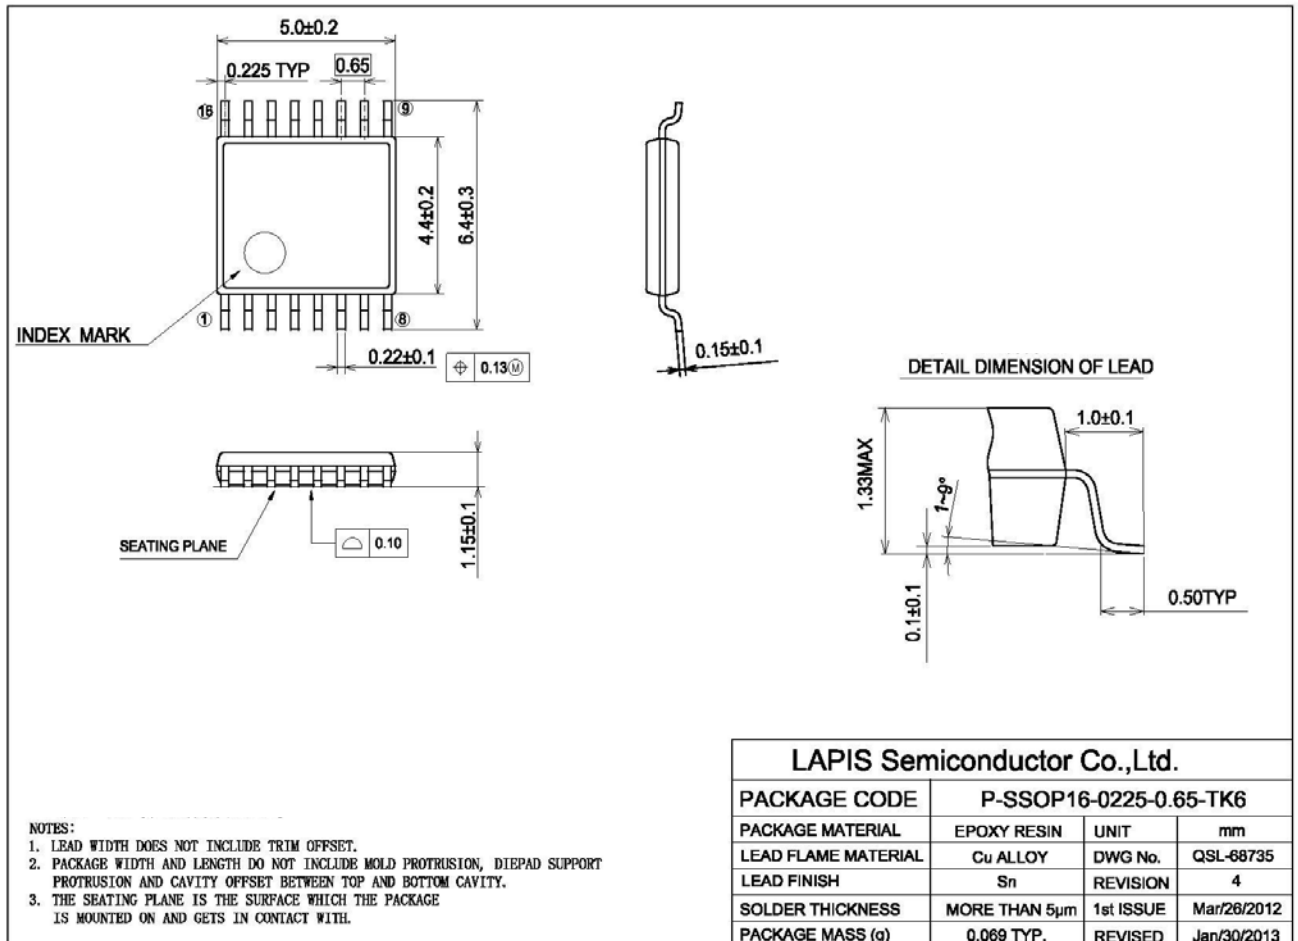 5.0±0.2
0.225 TYP
0.65
⑯
⑨
4.4±0.2
6.4±0.3
INDEX MARK
①
⑧
0.22±0.1
⌖ 0.13Ⓜ
0.15±0.1
DETAIL DIMENSION OF LEAD
1.0±0.1
1.33MAX
1~9°
0.1±0.1
0.50TYP
SEATING PLANE
⌓ 0.10
1.15±0.1
NOTES:
1. LEAD WIDTH DOES NOT INCLUDE TRIM OFFSET.
2. PACKAGE WIDTH AND LENGTH DO NOT INCLUDE MOLD PROTRUSION, DIEPAD SUPPORT
PROTRUSION AND CAVITY OFFSET BETWEEN TOP AND BOTTOM CAVITY.
3. THE SEATING PLANE IS THE SURFACE WHICH THE PACKAGE
IS MOUNTED ON AND GETS IN CONTACT WITH.
LAPIS Semiconductor Co.,Ltd.
PACKAGE CODE P-SSOP16-0225-0.65-TK6
PACKAGE MATERIAL EPOXY RESIN UNIT mm
LEAD FLAME MATERIAL Cu ALLOY DWG No. QSL-68735
LEAD FINISH Sn REVISION 4
SOLDER THICKNESS MORE THAN 5μm 1st ISSUE Mar/26/2012
PACKAGE MASS (g) 0.069 TYP. REVISED Jan/30/2013